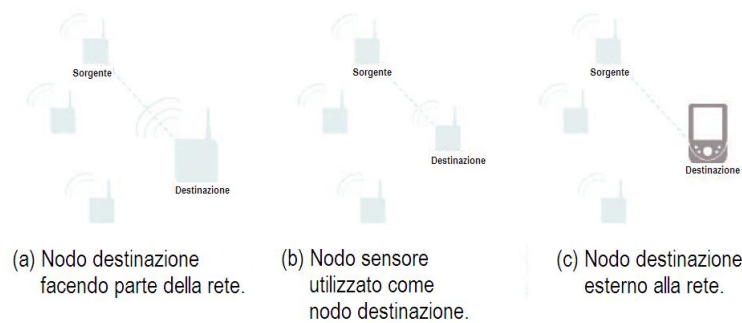 Sorgente
Destinazione
(a) Nodo destinazione
facendo parte della rete.
Sorgente
Destinazione
(b) Nodo sensore
utilizzato come
nodo destinazione.
Sorgente
Destinazione
(c) Nodo destinazione
esterno alla rete.